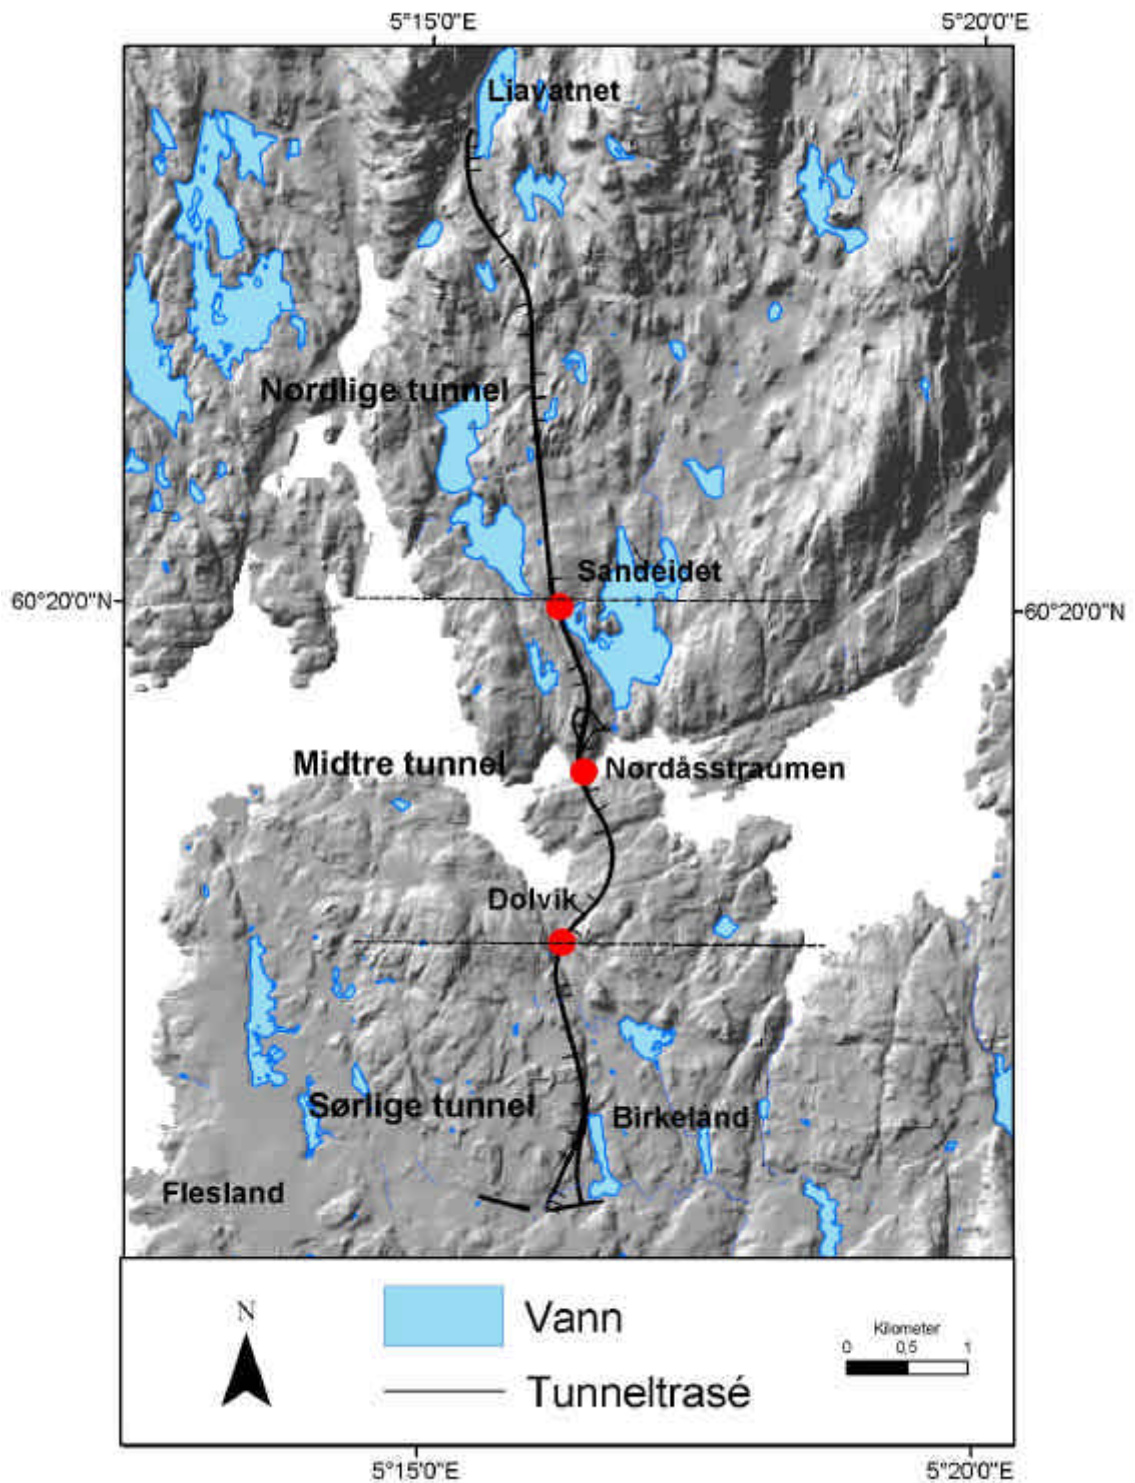 5°15'0"E
5°20'0"E
Liavatnet
Nordlige tunnel
Sandeidet
60°20'0"N
60°20'0"N
Midtre tunnel
Nordåsstraumen
Dolvik
Sørlige tunnel
Birkeland
Flesland
N
Vann
Kilometer
0 0,5 1
Tunneltrasé
5°15'0"E
5°20'0"E